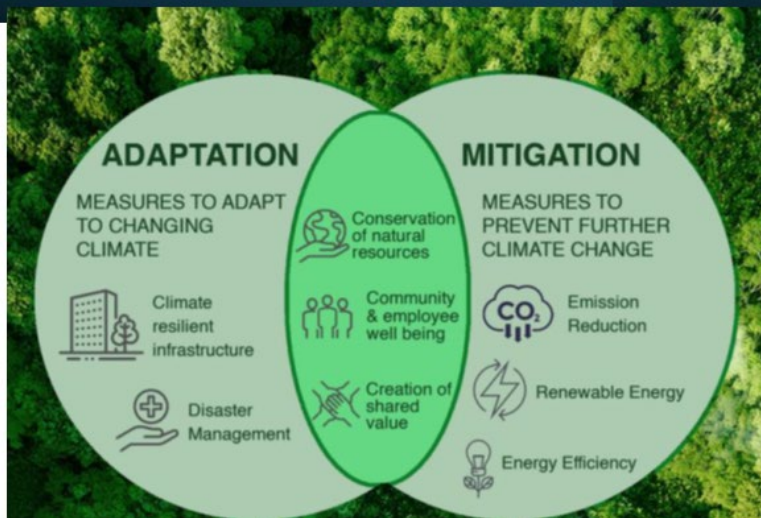 ADAPTATION
MEASURES TO ADAPT
TO CHANGING
CLIMATE
Climate
resilient
infrastructure
Disaster
Management
Conservation
of natural
resources
Community
& employee
well being
Creation of
shared
value
MITIGATION
MEASURES TO
PREVENT FURTHER
CLIMATE CHANGE
CO₂
Emission
Reduction
Renewable Energy
Energy Efficiency